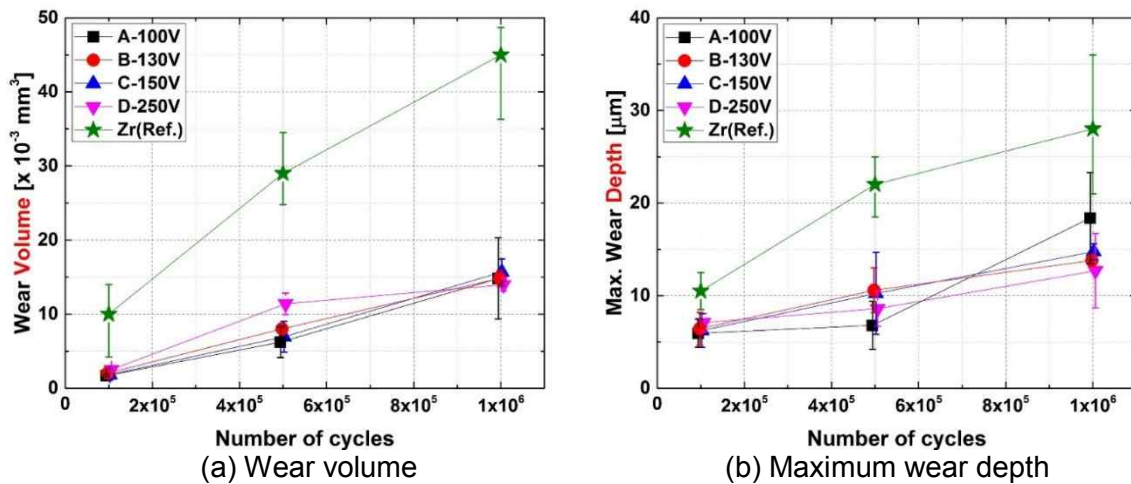 50
40
30
20
10
0
Wear Volume [x 10⁻³ mm³]
A-100V
B-130V
C-150V
D-250V
Zr(Ref.)
0 2x10⁵ 4x10⁵ 6x10⁵ 8x10⁵ 1x10⁶
Number of cycles
(a) Wear volume
40
30
20
10
0
Max. Wear Depth [μm]
A-100V
B-130V
C-150V
D-250V
Zr(Ref.)
0 2x10⁵ 4x10⁵ 6x10⁵ 8x10⁵ 1x10⁶
Number of cycles
(b) Maximum wear depth